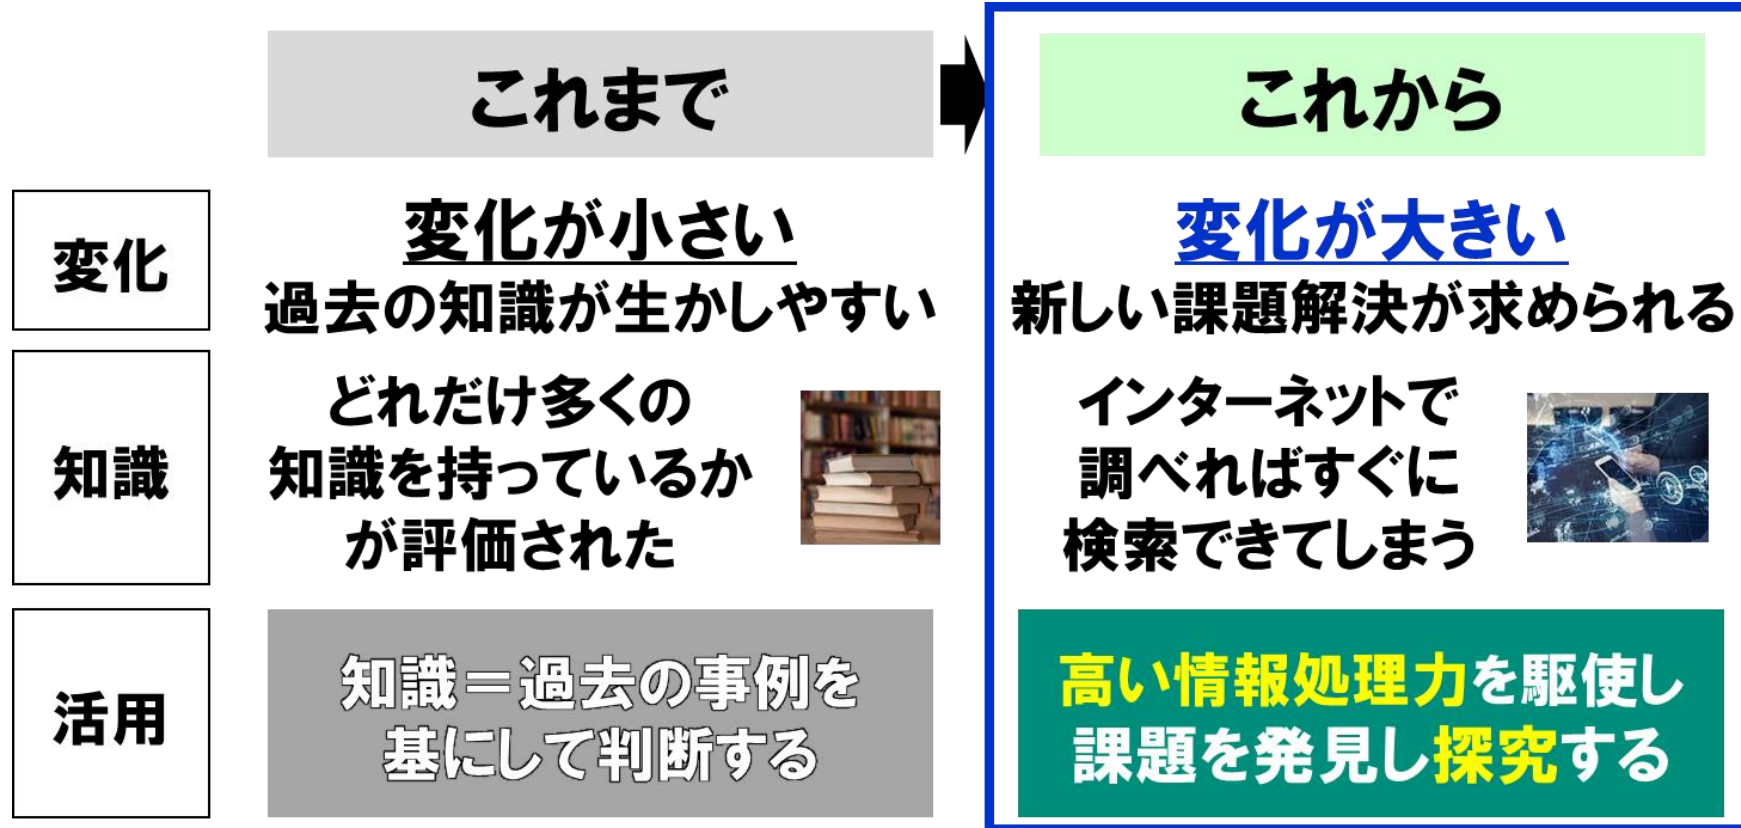 これまで
これから
変化
変化が小さい
過去の知識が生かしやすい
変化が大きい
新しい課題解決が求められる
知識
どれだけ多くの
知識を持っているか
が評価された
インターネットで
調べればすぐに
検索できてしまう
活用
知識＝過去の事例を
基にして判断する
高い情報処理力を駆使し
課題を発見し探究する